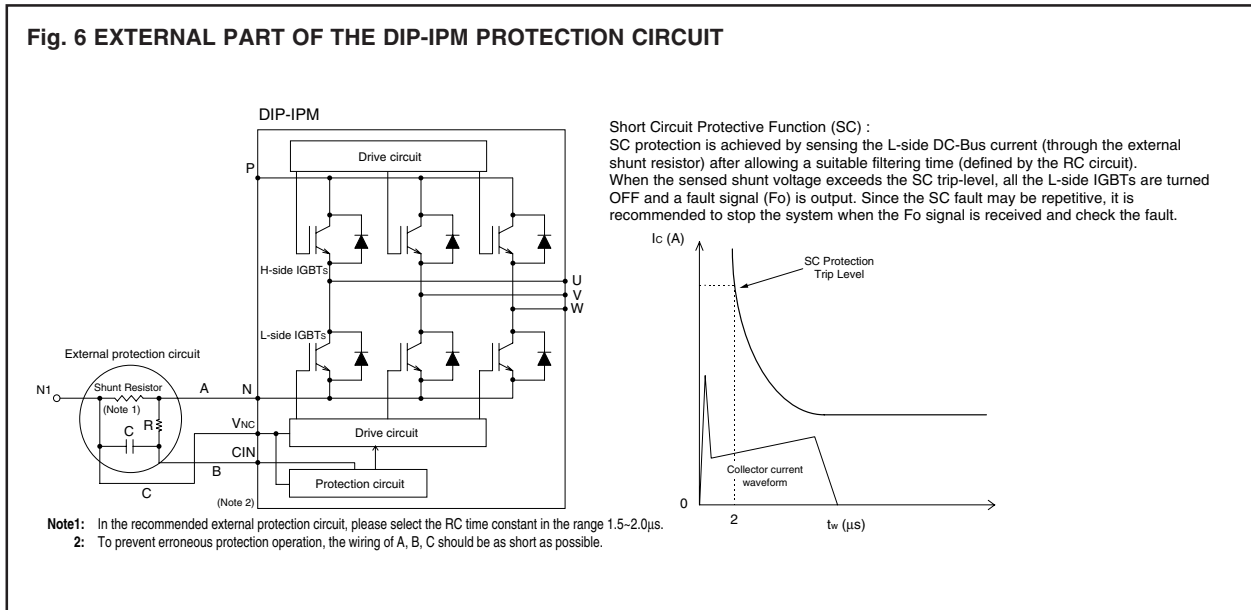 Fig. 6 EXTERNAL PART OF THE DIP-IPM PROTECTION CIRCUIT
DIP-IPM
Drive circuit
P
H-side IGBTs
U
V
W
L-side IGBTs
External protection circuit
N1
Shunt Resistor
A
N
(Note 1)
R
C
VNC
Drive circuit
CIN
B
C
Protection circuit
(Note 2)
Short Circuit Protective Function (SC) :
SC protection is achieved by sensing the L-side DC-Bus current (through the external
shunt resistor) after allowing a suitable filtering time (defined by the RC circuit).
When the sensed shunt voltage exceeds the SC trip-level, all the L-side IGBTs are turned
OFF and a fault signal (Fo) is output. Since the SC fault may be repetitive, it is
recommended to stop the system when the Fo signal is received and check the fault.
IC (A)
SC Protection
Trip Level
Collector current
waveform
0
2
tw (μs)
Note1: In the recommended external protection circuit, please select the RC time constant in the range 1.5~2.0μs.
2: To prevent erroneous protection operation, the wiring of A, B, C should be as short as possible.